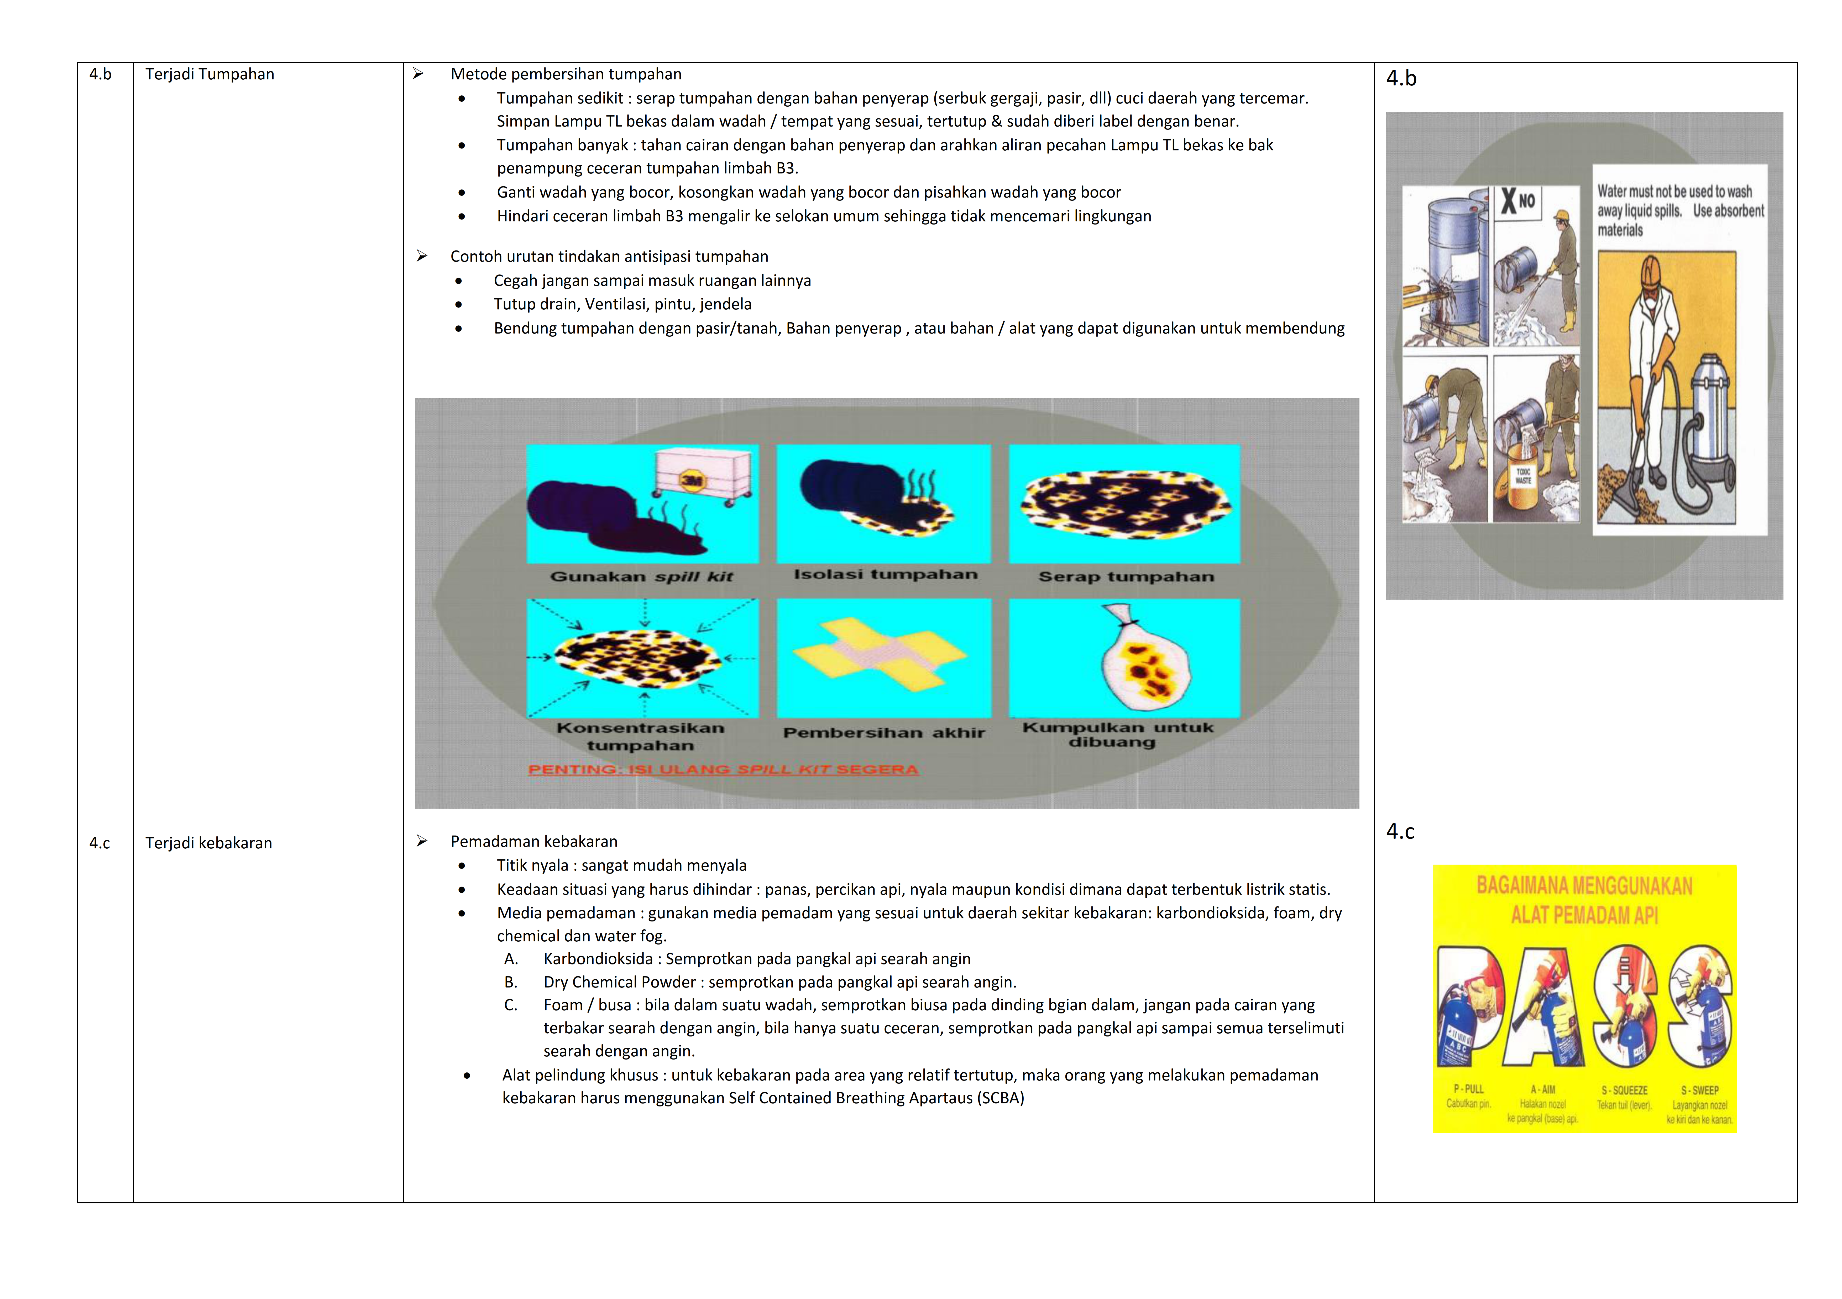 4.b
Terjadi Tumpahan
➢ Metode pembersihan tumpahan
• Tumpahan sedikit : serap tumpahan dengan bahan penyerap (serbuk gergaji, pasir, dll) cuci daerah yang tercemar.
Simpan Lampu TL bekas dalam wadah / tempat yang sesuai, tertutup & sudah diberi label dengan benar.
• Tumpahan banyak : tahan cairan dengan bahan penyerap dan arahkan aliran pecahan Lampu TL bekas ke bak
penampung ceceran tumpahan limbah B3.
• Ganti wadah yang bocor, kosongkan wadah yang bocor dan pisahkan wadah yang bocor
• Hindari ceceran limbah B3 mengalir ke selokan umum sehingga tidak mencemari lingkungan
➢ Contoh urutan tindakan antisipasi tumpahan
• Cegah jangan sampai masuk ruangan lainnya
• Tutup drain, Ventilasi, pintu, jendela
• Bendung tumpahan dengan pasir/tanah, Bahan penyerap , atau bahan / alat yang dapat digunakan untuk membendung
3M
Gunakan spill kit
Isolasi tumpahan
Serap tumpahan
Konsentrasikan
tumpahan
Pembersihan akhir
Kumpulkan untuk
dibuang
PENTING: ISI ULANG SPILL KIT SEGERA
4.b
X NO
TOXIC
WASTE
Water must not be used to wash
away liquid spills. Use absorbent
materials
4.c
Terjadi kebakaran
➢ Pemadaman kebakaran
• Titik nyala : sangat mudah menyala
• Keadaan situasi yang harus dihindar : panas, percikan api, nyala maupun kondisi dimana dapat terbentuk listrik statis.
• Media pemadaman : gunakan media pemadam yang sesuai untuk daerah sekitar kebakaran: karbondioksida, foam, dry
chemical dan water fog.
A. Karbondioksida : Semprotkan pada pangkal api searah angin
B. Dry Chemical Powder : semprotkan pada pangkal api searah angin.
C. Foam / busa : bila dalam suatu wadah, semprotkan biusa pada dinding bgian dalam, jangan pada cairan yang
terbakar searah dengan angin, bila hanya suatu ceceran, semprotkan pada pangkal api sampai semua terselimuti
searah dengan angin.
• Alat pelindung khusus : untuk kebakaran pada area yang relatif tertutup, maka orang yang melakukan pemadaman
kebakaran harus menggunakan Self Contained Breathing Apartaus (SCBA)
4.c
BAGAIMANA MENGGUNAKAN
ALAT PEMADAM API
PASS
P - PULL
Cabutkan pin.
A - AIM
Halakan nozel
ke pangkal (base) api.
S - SQUEEZE
Tekan tuil (lever).
S - SWEEP
Layangkan nozel
ke kiri dan ke kanan.